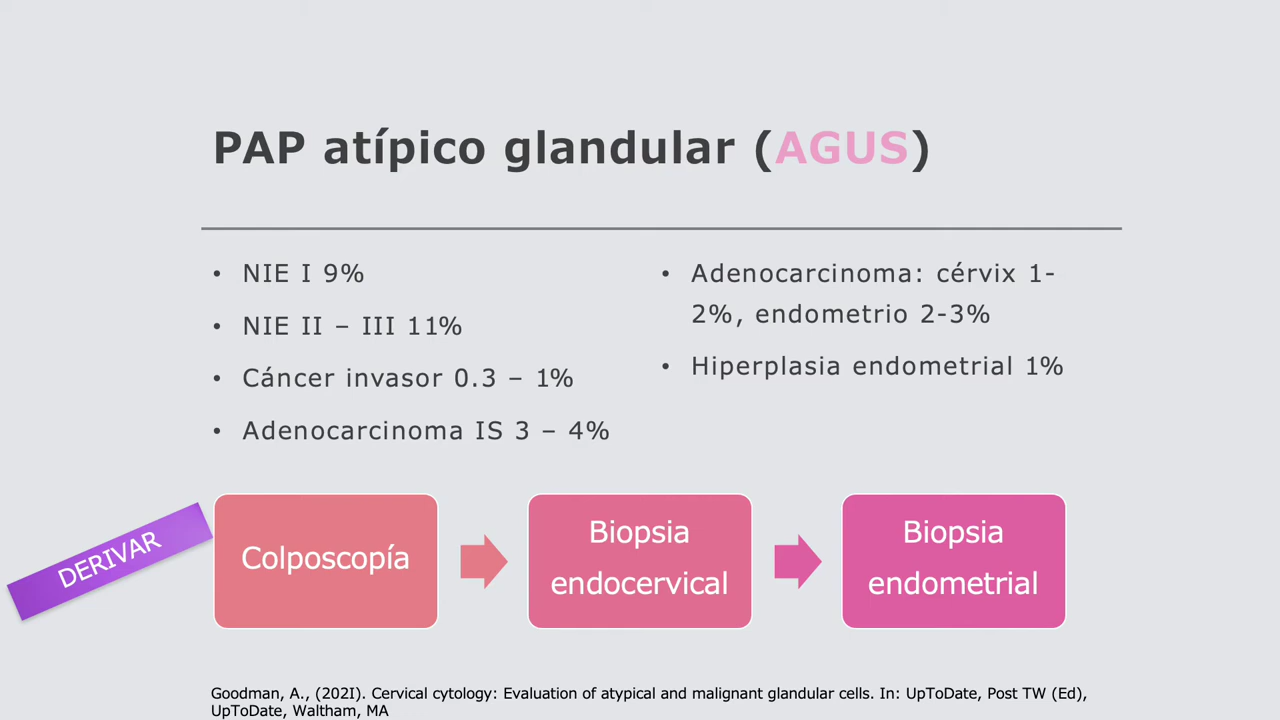 PAP atípico glandular (AGUS)
• NIE I 9%
• NIE II – III 11%
• Cáncer invasor 0.3 – 1%
• Adenocarcinoma IS 3 – 4%
• Adenocarcinoma: cérvix 1-
2%, endometrio 2-3%
• Hiperplasia endometrial 1%
DERIVAR
Colposcopía
Biopsia
endocervical
Biopsia
endometrial
Goodman, A., (202I). Cervical cytology: Evaluation of atypical and malignant glandular cells. In: UpToDate, Post TW (Ed),
UpToDate, Waltham, MA